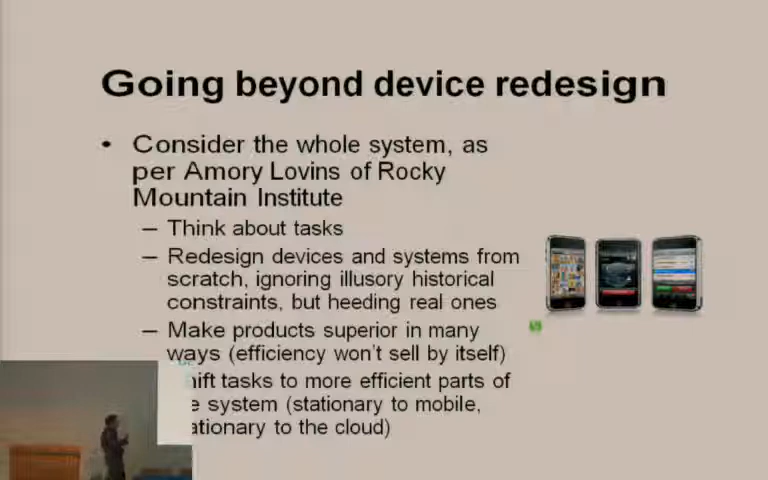 Going beyond device redesign
• Consider the whole system, as
per Amory Lovins of Rocky
Mountain Institute
– Think about tasks
– Redesign devices and systems from
scratch, ignoring illusory historical
constraints, but heeding real ones
– Make products superior in many
ways (efficiency won't sell by itself)
ift tasks to more efficient parts of
e system (stationary to mobile,
ationary to the cloud)